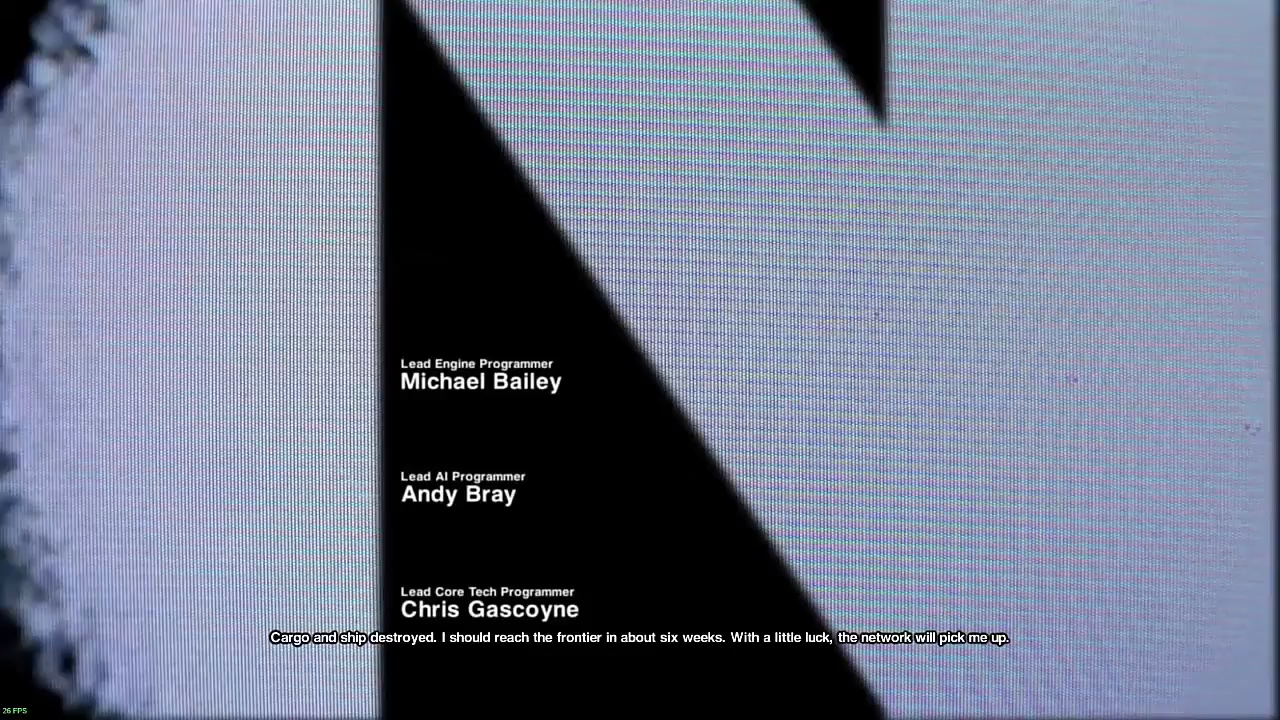 Lead Engine Programmer
Michael Bailey
Lead AI Programmer
Andy Bray
Lead Core Tech Programmer
Chris Gascoyne
Cargo and ship destroyed. I should reach the frontier in about six weeks. With a little luck, the network will pick me up.
26 FPS